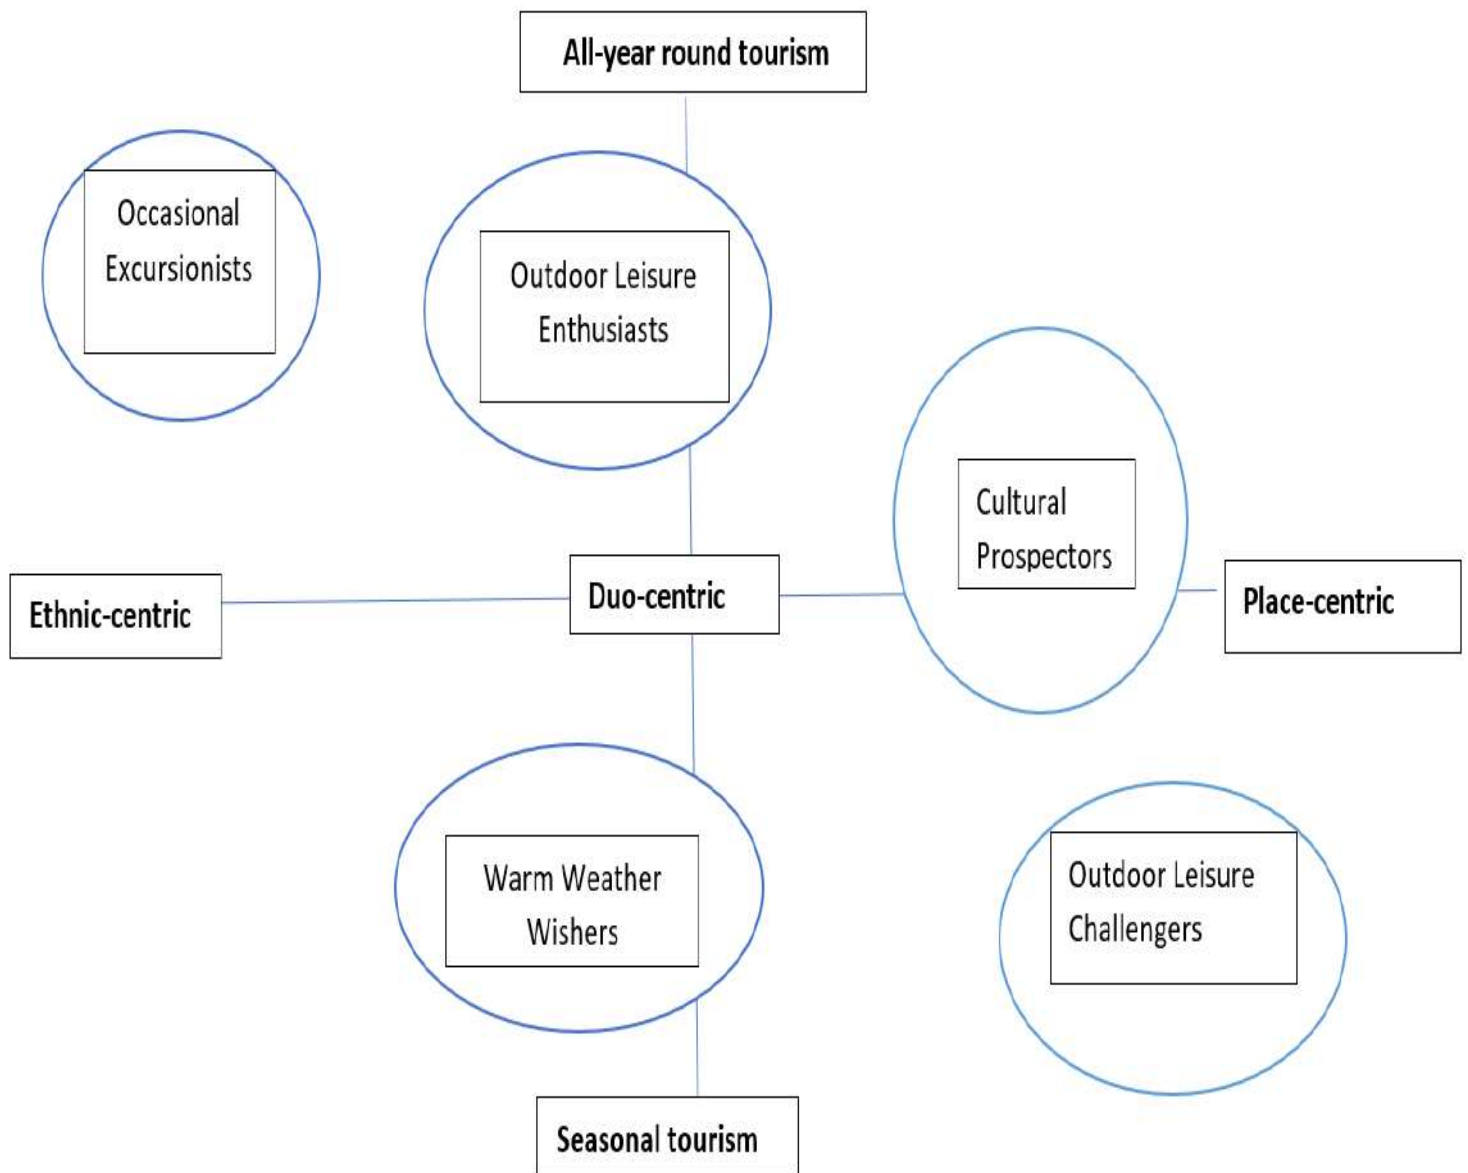 All-year round tourism
Occasional
Excursionists
Outdoor Leisure
Enthusiasts
Cultural
Prospectors
Ethnic-centric
Duo-centric
Place-centric
Warm Weather
Wishers
Outdoor Leisure
Challengers
Seasonal tourism